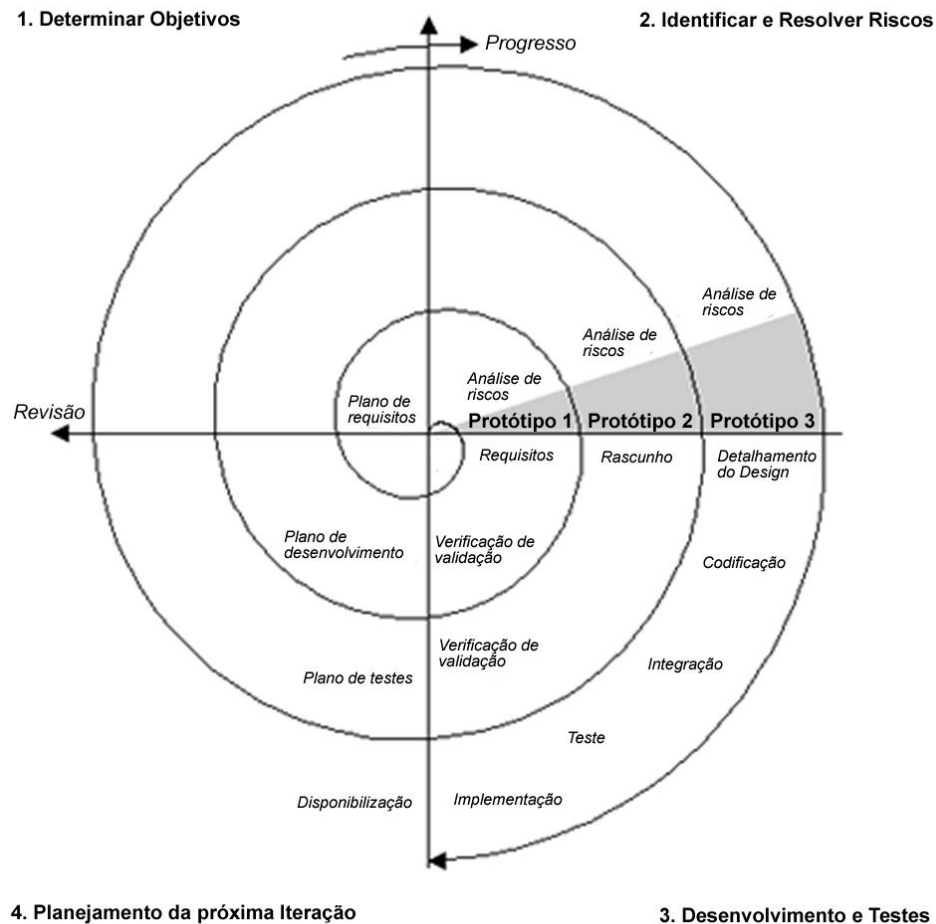 1. Determinar Objetivos
2. Identificar e Resolver Riscos
Progresso
Análise de
riscos
Análise de
riscos
Análise de
riscos
Plano de
requisitos
Revisão
Protótipo 1
Protótipo 2
Protótipo 3
Requisitos
Rascunho
Detalhamento
do Design
Plano de
desenvolvimento
Verificação de
validação
Codificação
Verificação de
validação
Integração
Plano de testes
Teste
Disponibilização
Implementação
4. Planejamento da próxima Iteração
3. Desenvolvimento e Testes